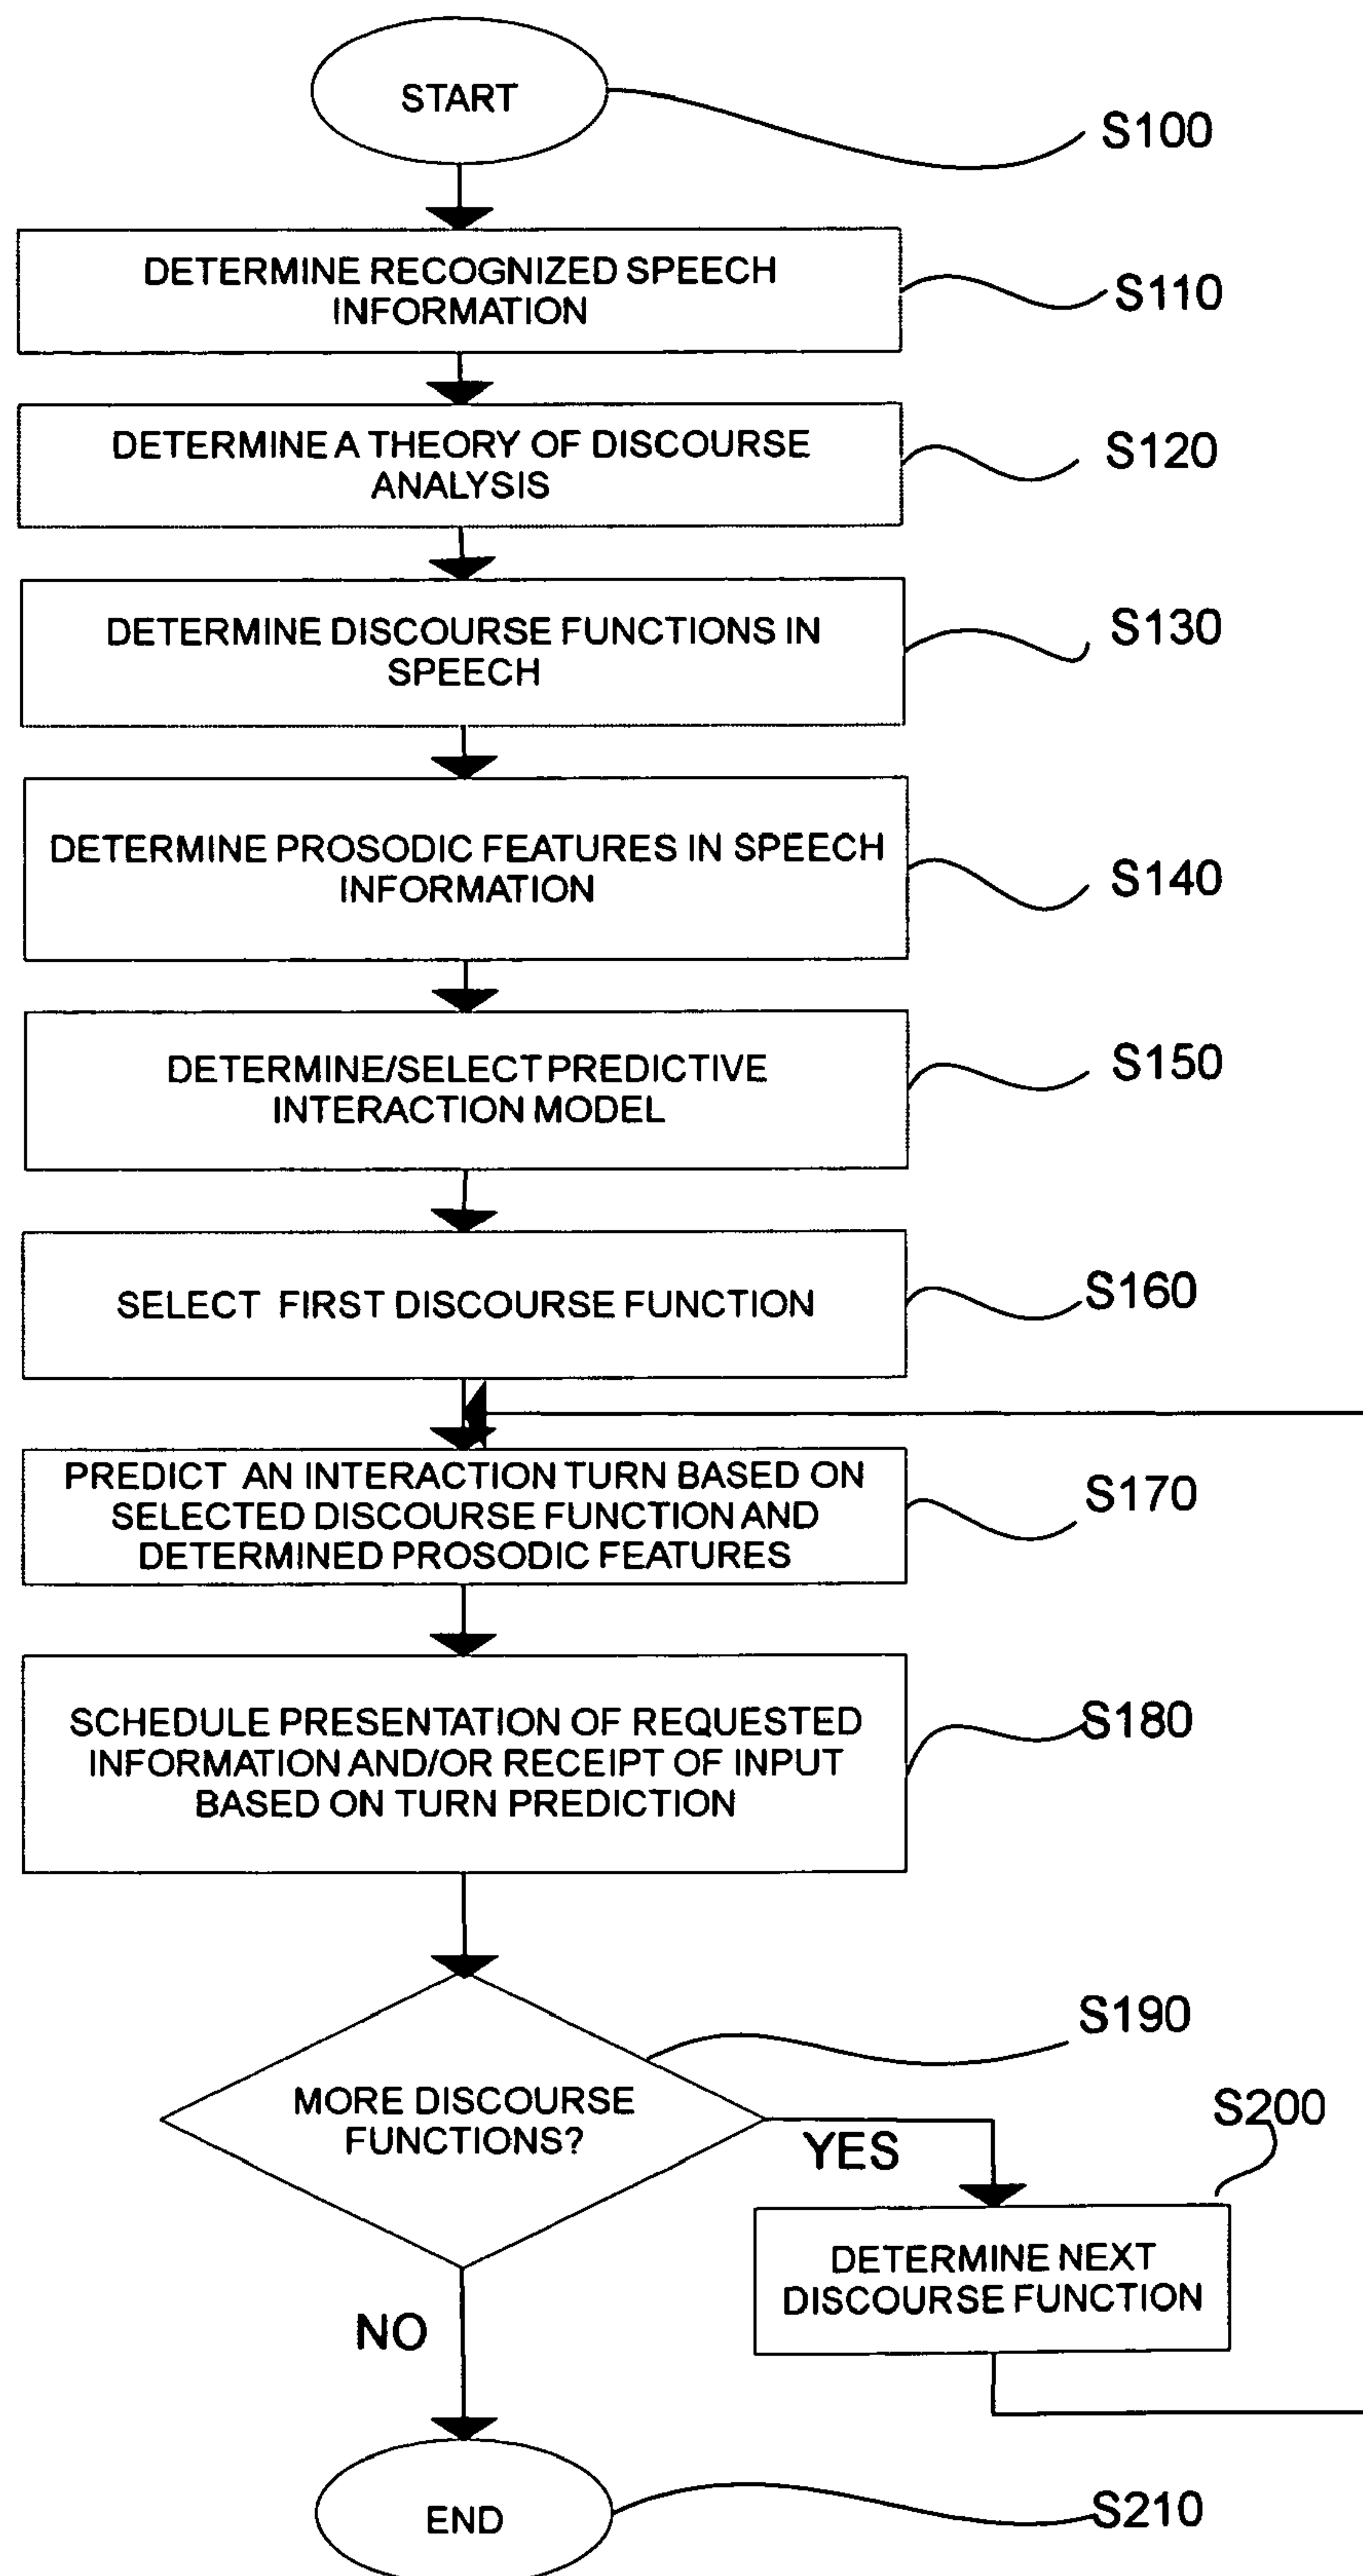 START
S100
DETERMINE RECOGNIZED SPEECH
INFORMATION
S110
DETERMINE A THEORY OF DISCOURSE
ANALYSIS
S120
DETERMINE DISCOURSE FUNCTIONS IN
SPEECH
S130
DETERMINE PROSODIC FEATURES IN SPEECH
INFORMATION
S140
DETERMINE/SELECT PREDICTIVE
INTERACTION MODEL
S150
SELECT FIRST DISCOURSE FUNCTION
S160
PREDICT AN INTERACTION TURN BASED ON
SELECTED DISCOURSE FUNCTION AND
DETERMINED PROSODIC FEATURES
S170
SCHEDULE PRESENTATION OF REQUESTED
INFORMATION AND/OR RECEIPT OF INPUT
BASED ON TURN PREDICTION
S180
MORE DISCOURSE
FUNCTIONS?
S190
YES
S200
DETERMINE NEXT
DISCOURSE FUNCTION
NO
END
S210